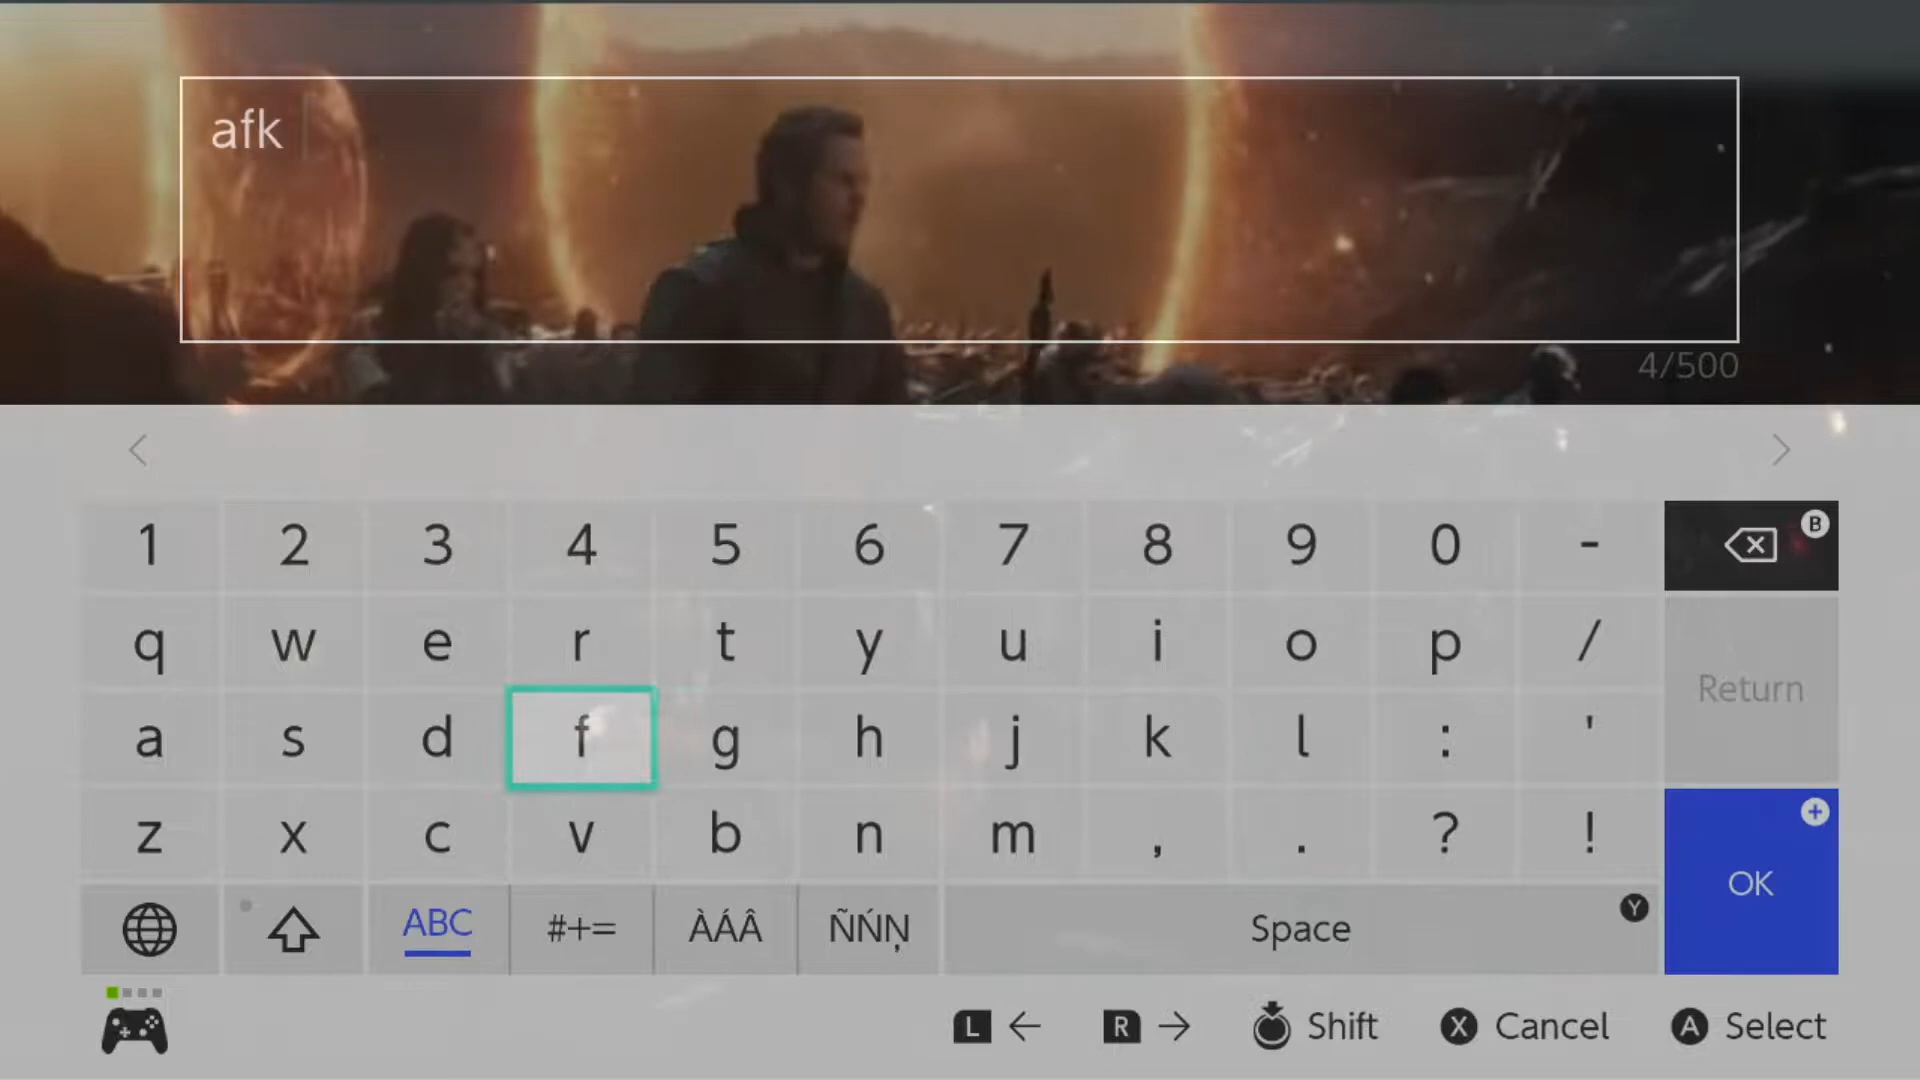 afk
4/500
1 2 3 4 5 6 7 8 9 0 - B
q w e r t y u i o p /
Return
a s d f g h j k l : '
z x c v b n m , . ? !
OK
ABC #+= ÀÁÂ ÑŃŅ Space Y
L ← R → Shift X Cancel A Select